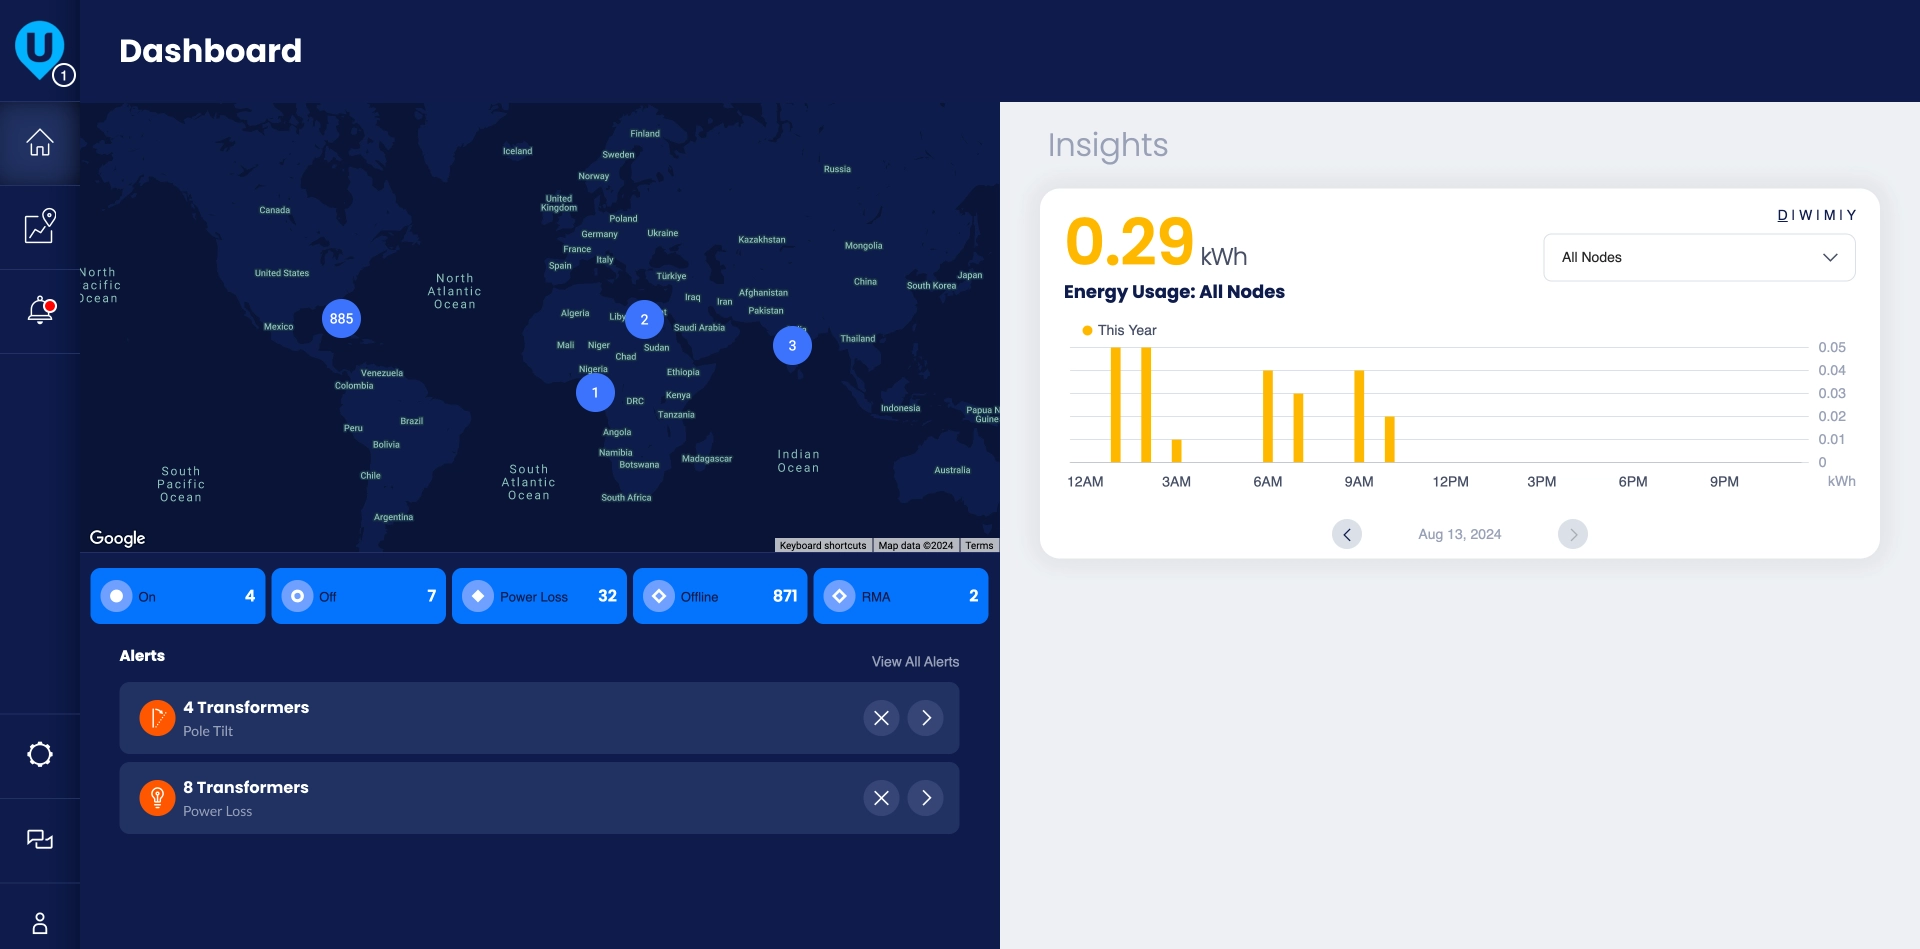 U
1
Dashboard
Finland
Iceland
Sweden
Russia
Norway
United
Kingdom
Canada
Poland
Germany
Ukraine
Kazakhstan
Mongolia
France
Italy
Spain
United States
North
Atlantic
Ocean
Türkiye
China
Japan
South Korea
Iraq
Iran
Afghanistan
Pakistan
Algeria
Mexico
885
2
Saudi Arabia
3
Thailand
Mali
Niger
Chad
Sudan
Nigeria
Ethiopia
Venezuela
Colombia
1
DRC
Kenya
Tanzania
Indonesia
Papua N
Guine
Brazil
Peru
Bolivia
Angola
Namibia
Botswana
Madagascar
Indian
Ocean
Australia
South
Pacific
Ocean
Chile
South
Atlantic
Ocean
South Africa
Argentina
Google
Keyboard shortcuts
Map data ©2024
Terms
On 4
Off 7
Power Loss 32
Offline 871
RMA 2
Alerts
View All Alerts
4 Transformers
Pole Tilt
8 Transformers
Power Loss
Insights
0.29 kWh
D | W | M | Y
All Nodes
Energy Usage: All Nodes
This Year
0.05
0.04
0.03
0.02
0.01
0
12AM 3AM 6AM 9AM 12PM 3PM 6PM 9PM kWh
Aug 13, 2024